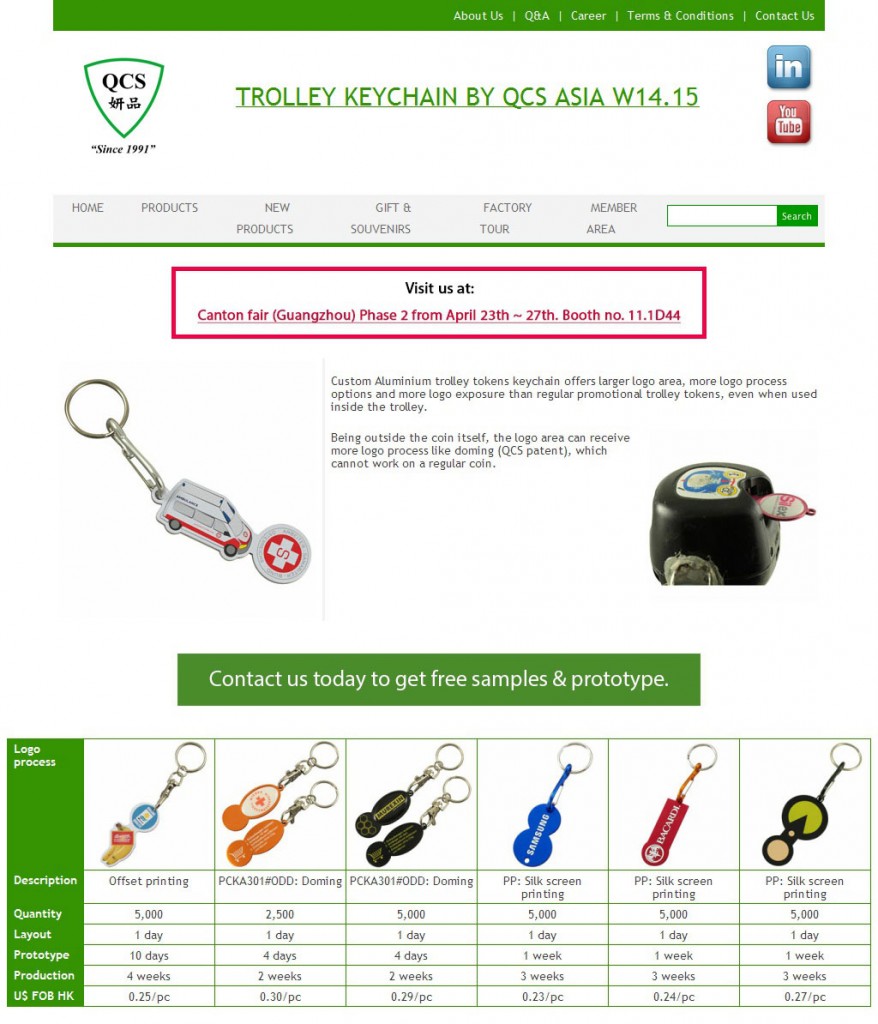 About Us | Q&A | Career | Terms & Conditions | Contact Us
QCS
妍品
“Since 1991”
TROLLEY KEYCHAIN BY QCS ASIA W14.15
in
You
Tube
HOME PRODUCTS NEW PRODUCTS GIFT & SOUVENIRS FACTORY TOUR MEMBER AREA Search
Visit us at:
Canton fair (Guangzhou) Phase 2 from April 23th ~ 27th. Booth no. 11.1D44
Custom Aluminium trolley tokens keychain offers larger logo area, more logo process
options and more logo exposure than regular promotional trolley tokens, even when used
inside the trolley.
Being outside the coin itself, the logo area can receive
more logo process like doming (QCS patent), which
cannot work on a regular coin.
AMBULANCE
S
Silex
Contact us today to get free samples & prototype.
Logo
process
SAMSUNG
BACARDI
Description Offset printing PCKA301#ODD: Doming PCKA301#ODD: Doming PP: Silk screen printing PP: Silk screen printing PP: Silk screen printing
Quantity 5,000 2,500 5,000 5,000 5,000 5,000
Layout 1 day 1 day 1 day 1 day 1 day 1 day
Prototype 10 days 4 days 4 days 1 week 1 week 1 week
Production 4 weeks 2 weeks 2 weeks 3 weeks 3 weeks 3 weeks
U$ FOB HK 0.25/pc 0.30/pc 0.29/pc 0.23/pc 0.24/pc 0.27/pc